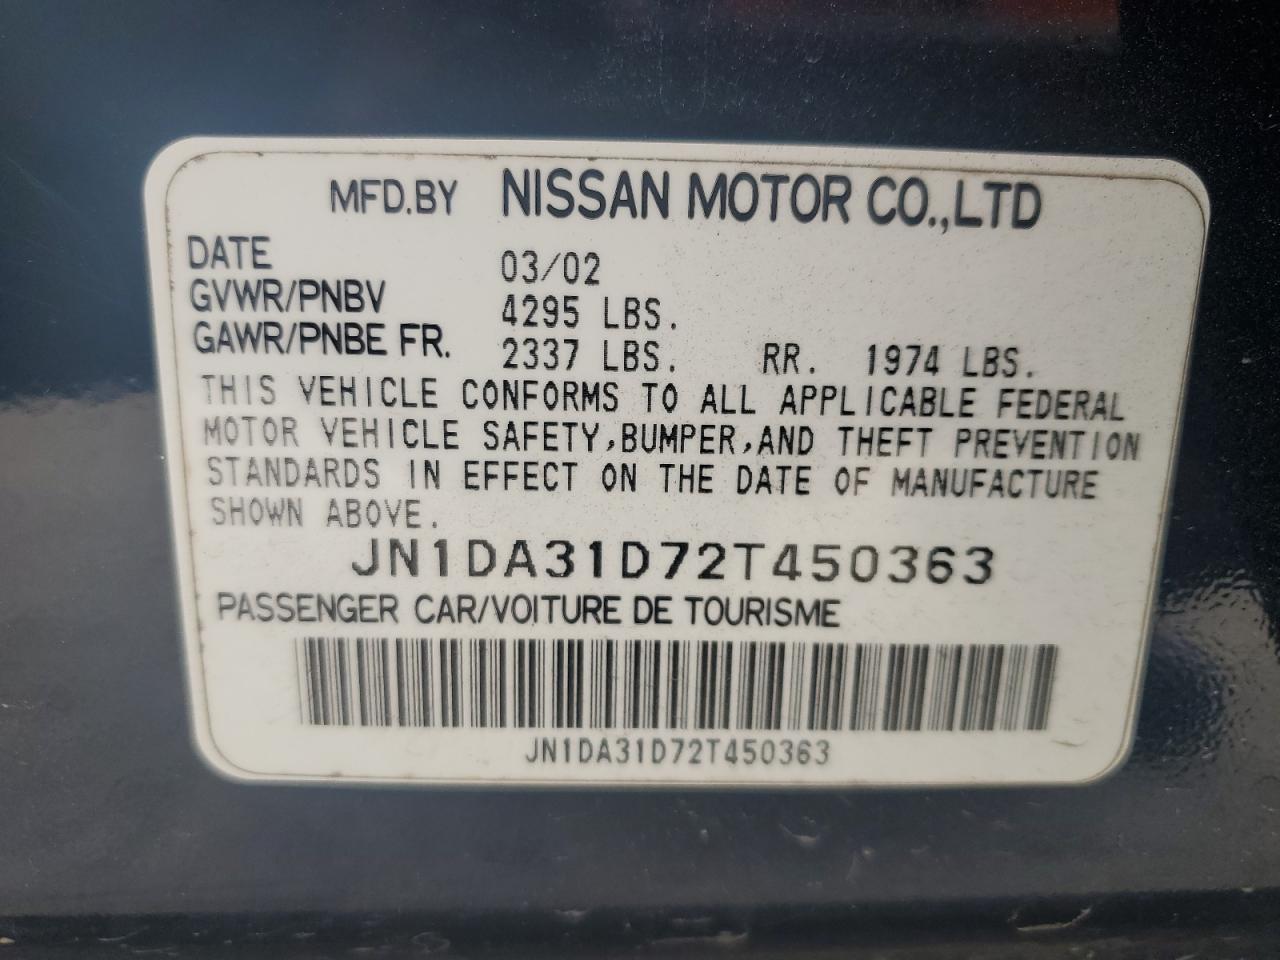 MFD.BY NISSAN MOTOR CO.,LTD
DATE 03/02
GVWR/PNBV 4295 LBS.
GAWR/PNBE FR. 2337 LBS. RR. 1974 LBS.
THIS VEHICLE CONFORMS TO ALL APPLICABLE FEDERAL
MOTOR VEHICLE SAFETY,BUMPER,AND THEFT PREVENTION
STANDARDS IN EFFECT ON THE DATE OF MANUFACTURE
SHOWN ABOVE.
JN1DA31D72T450363
PASSENGER CAR/VOITURE DE TOURISME
JN1DA31D72T450363